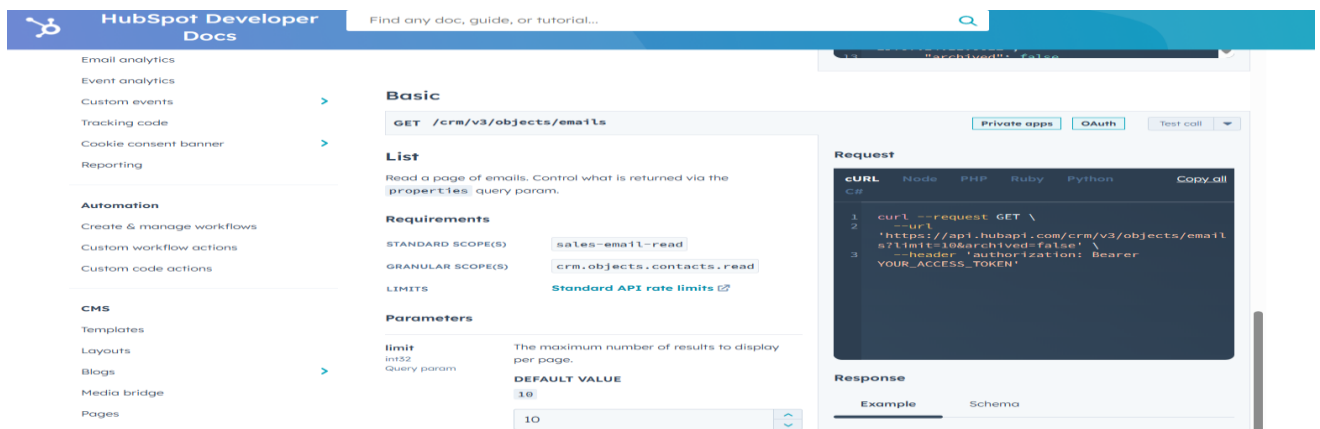 HubSpot Developer
Docs
Find any doc, guide, or tutorial...
Email analytics
Event analytics
Custom events
Tracking code
Cookie consent banner
Reporting
Automation
Create & manage workflows
Custom workflow actions
Custom code actions
CMS
Templates
Layouts
Blogs
Media bridge
Pages
Basic
GET /crm/v3/objects/emails
Private apps OAuth Test call
List
Read a page of emails. Control what is returned via the
properties query param.
Requirements
STANDARD SCOPE(S) sales-email-read
GRANULAR SCOPE(S) crm.objects.contacts.read
LIMITS Standard API rate limits
Parameters
limit
int32
Query param
The maximum number of results to display
per page.
DEFAULT VALUE
10
10
13 "archived": false
Request
cURL Node PHP Ruby Python Copy all
C#
1 curl --request GET \
2 --url
'https://api.hubapi.com/crm/v3/objects/email
s?limit=10&archived=false' \
3 --header 'authorization: Bearer
YOUR_ACCESS_TOKEN'
Response
Example Schema